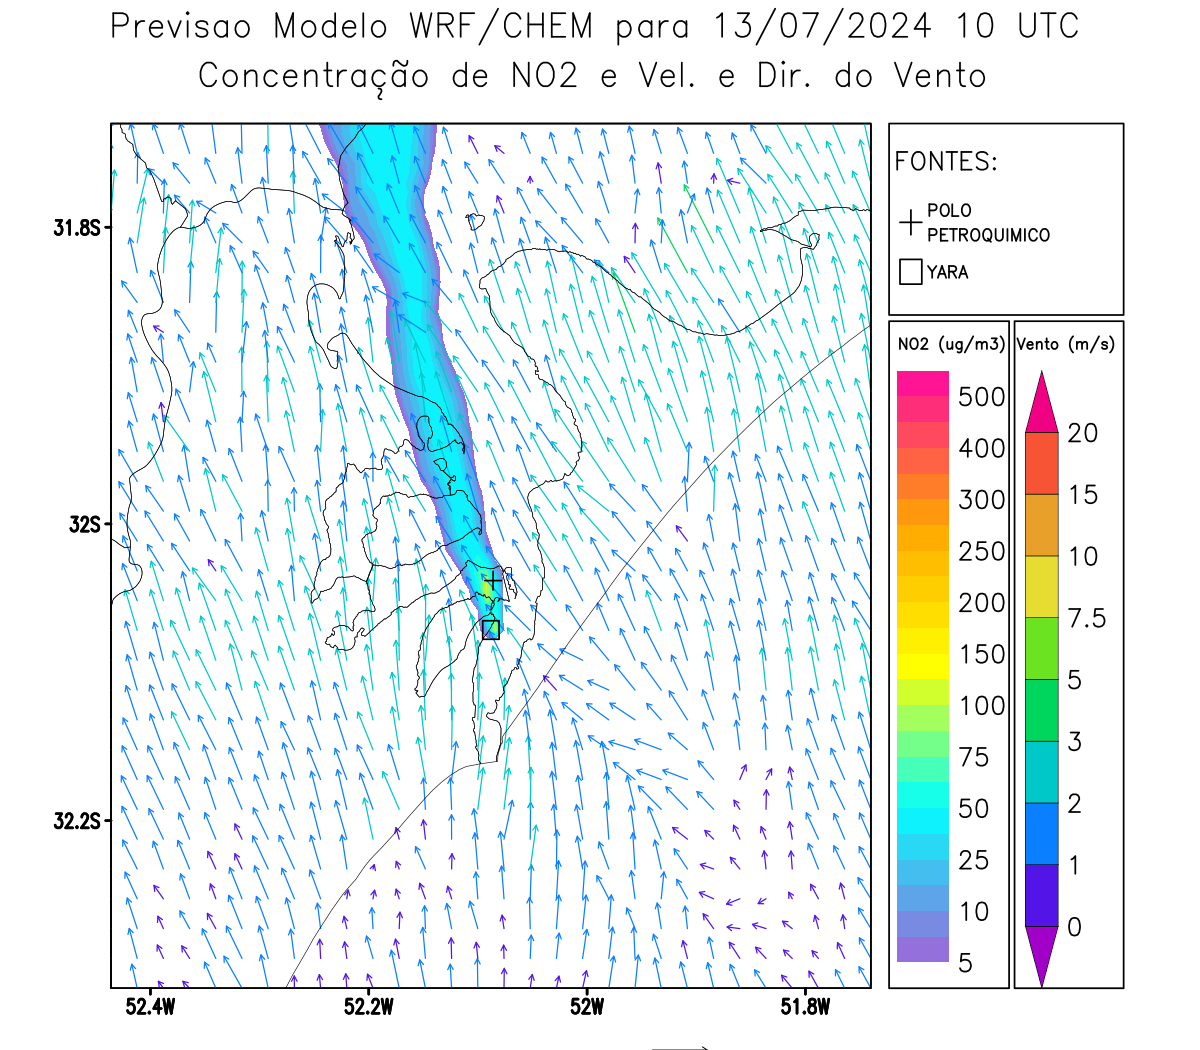 Previsao Modelo WRF/CHEM para 13/07/2024 10 UTC
Concentração de NO2 e Vel. e Dir. do Vento
FONTES:
POLO
PETROQUIMICO
YARA
NO2 (ug/m3)
500
400
300
250
200
150
100
75
50
25
10
5
Vento (m/s)
20
15
10
7.5
5
3
2
1
0
31.8S
32S
32.2S
52.4W
52.2W
52W
51.8W